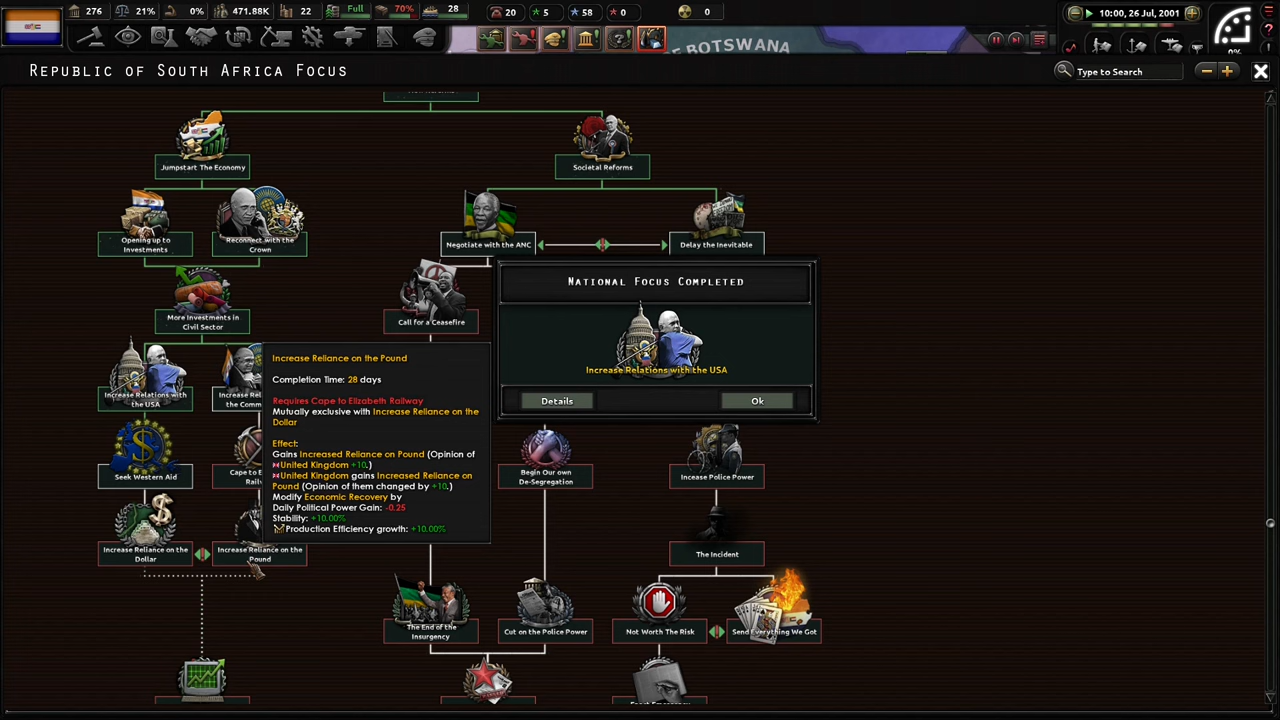 276
21%
0%
471.88K
22
Full
70%
28
20
5
58
0
0
10:00, 26 Jul, 2001
0%
BOTSWANA
Republic of South Africa Focus
Type to Search
Jumpstart The Economy
Societal Reforms
Opening up to
Investments
Reconnect with the
Crown
Negotiate with the ANC
Delay the Inevitable
More Investments in
Civil Sector
Call for a Ceasefire
National Focus Completed
Increase Relations with the USA
Details
Ok
Increase Relations with
the USA
Increase Rel
the Comm
Increase Reliance on the Pound
Completion Time: 28 days
Requires Cape to Elizabeth Railway
Mutually exclusive with Increase Reliance on the
Dollar
Effect:
Gains Increased Reliance on Pound (Opinion of
United Kingdom +10.)
United Kingdom gains Increased Reliance on
Pound (Opinion of them changed by +10.)
Modify Economic Recovery by
Daily Political Power Gain: -0.25
Stability: +10.00%
Production Efficiency growth: +10.00%
Seek Western Aid
Cape to E
Railw
Begin Our own
De-Segregation
Incease Police Power
Increase Reliance on the
Dollar
Increase Reliance on the
Pound
The Incident
The End of the
Insurgency
Cut on the Police Power
Not Worth The Risk
Send Everything We Got